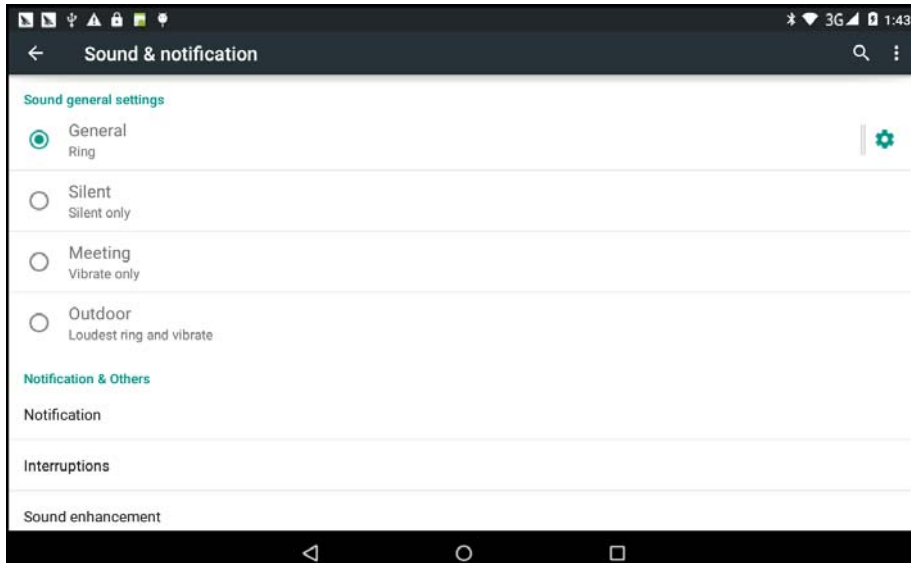 3G 1:43
Sound & notification
Sound general settings
General
Ring
Silent
Silent only
Meeting
Vibrate only
Outdoor
Loudest ring and vibrate
Notification & Others
Notification
Interruptions
Sound enhancement